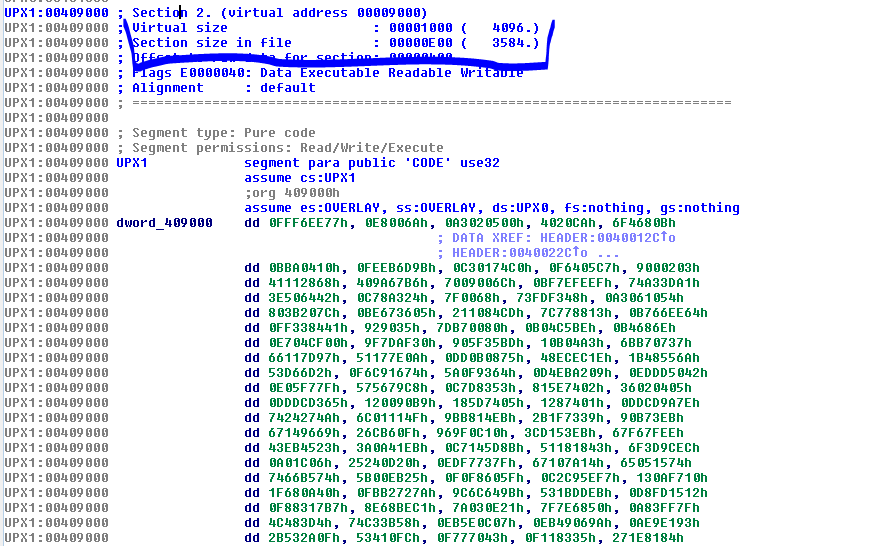 UPX1:00409000 ; Section 2. (virtual address 00009000)
UPX1:00409000 ; Virtual size : 00001000 ( 4096.)
UPX1:00409000 ; Section size in file : 00000E00 ( 3584.)
UPX1:00409000 ; Offset to raw data for section: 00000400
UPX1:00409000 ; Flags E0000040: Data Executable Readable Writable
UPX1:00409000 ; Alignment : default
UPX1:00409000 ; ===========================================================================
UPX1:00409000
UPX1:00409000 ; Segment type: Pure code
UPX1:00409000 ; Segment permissions: Read/Write/Execute
UPX1:00409000 UPX1 segment para public 'CODE' use32
UPX1:00409000 assume cs:UPX1
UPX1:00409000 ;org 409000h
UPX1:00409000 assume es:OVERLAY, ss:OVERLAY, ds:UPX0, fs:nothing, gs:nothing
UPX1:00409000 dword_409000 dd 0FFF6EE77h, 0E8006Ah, 0A3020500h, 4020CAh, 6F4680Bh
UPX1:00409000 ; DATA XREF: HEADER:0040012C↑o
UPX1:00409000 ; HEADER:0040022C↑o ...
UPX1:00409000 dd 0BBA0410h, 0FEEB6D9Bh, 0C30174C0h, 0F6405C7h, 9000203h
UPX1:00409000 dd 41112868h, 409A67B6h, 7009006Ch, 0BF7EFEEFh, 74A33DA1h
UPX1:00409000 dd 3E506442h, 0C78A324h, 7F0068h, 73FDF348h, 0A3061054h
UPX1:00409000 dd 803B207Ch, 0BE673605h, 211084CDh, 7C778813h, 0B766EE64h
UPX1:00409000 dd 0FF338441h, 929035h, 7DB70080h, 0B04C5BEh, 0B4686Eh
UPX1:00409000 dd 0E704CF00h, 9F7DAF30h, 905F35BDh, 10B04A3h, 6BB70737h
UPX1:00409000 dd 66117D97h, 51177E0Ah, 0DD0B0875h, 48ECEC1Eh, 1B48556Ah
UPX1:00409000 dd 53D66D2h, 0F6C91674h, 5A0F9364h, 0D4EBA209h, 0EDDD5042h
UPX1:00409000 dd 0E05F77Fh, 575679C8h, 0C7D8353h, 815E7402h, 36020405h
UPX1:00409000 dd 0DDDCD365h, 120090B9h, 185D7405h, 1287401h, 0DDCD9A7Eh
UPX1:00409000 dd 7424274Ah, 6C01114Fh, 9BB814EBh, 2B1F7339h, 90B73EBh
UPX1:00409000 dd 67149669h, 26CB60Fh, 969F0C10h, 3CD153EBh, 67F67FEEh
UPX1:00409000 dd 43EB4523h, 3A0A41EBh, 0C7145D8Bh, 51181843h, 6F3D9CECh
UPX1:00409000 dd 0A01C06h, 25240D20h, 0EDF7737Fh, 67107A14h, 65051574h
UPX1:00409000 dd 7466B574h, 5B00EB25h, 0F0F8605Fh, 0C2C95EF7h, 130AF710h
UPX1:00409000 dd 1F680A40h, 0FBB2727Ah, 9C6C649Bh, 531BDDEBh, 0D8FD1512h
UPX1:00409000 dd 0F88317B7h, 8E68BEC1h, 7A030E21h, 7F7E6850h, 0A83FF7Fh
UPX1:00409000 dd 4C483D4h, 74C33B58h, 0EB5E0C07h, 0EB49069Ah, 0AE9E193h
UPX1:00409000 dd 2B532A0Fh, 53410FCh, 0F777043h, 0F118335h, 271E8184h